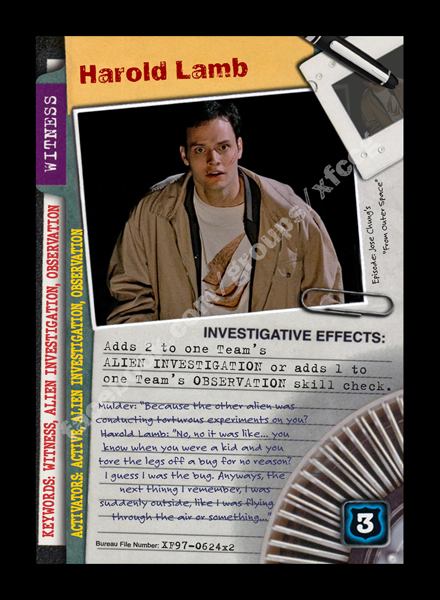 Harold Lamb
WITNESS
KEYWORDS: WITNESS, ALIEN INVESTIGATION, OBSERVATION
ACTIVATORS: ACTIVE, ALIEN INVESTIGATION, OBSERVATION
Episode: Jose Chung's
"From Outer Space"
INVESTIGATIVE EFFECTS:
Adds 2 to one Team's
ALIEN INVESTIGATION or adds 1 to
one Team's OBSERVATION skill check.
Mulder: "Because the other alien was
conducting torturous experiments on you?
Harold Lamb: "No, no it was like... you
know when you were a kid and you
tore the legs off a bug for no reason?
I guess I was the bug. Anyways, the
next thinng I remember, I was
suddenly outside, like I was flying
through the air or something..."
3
Bureau File Number: XF97-0624x2